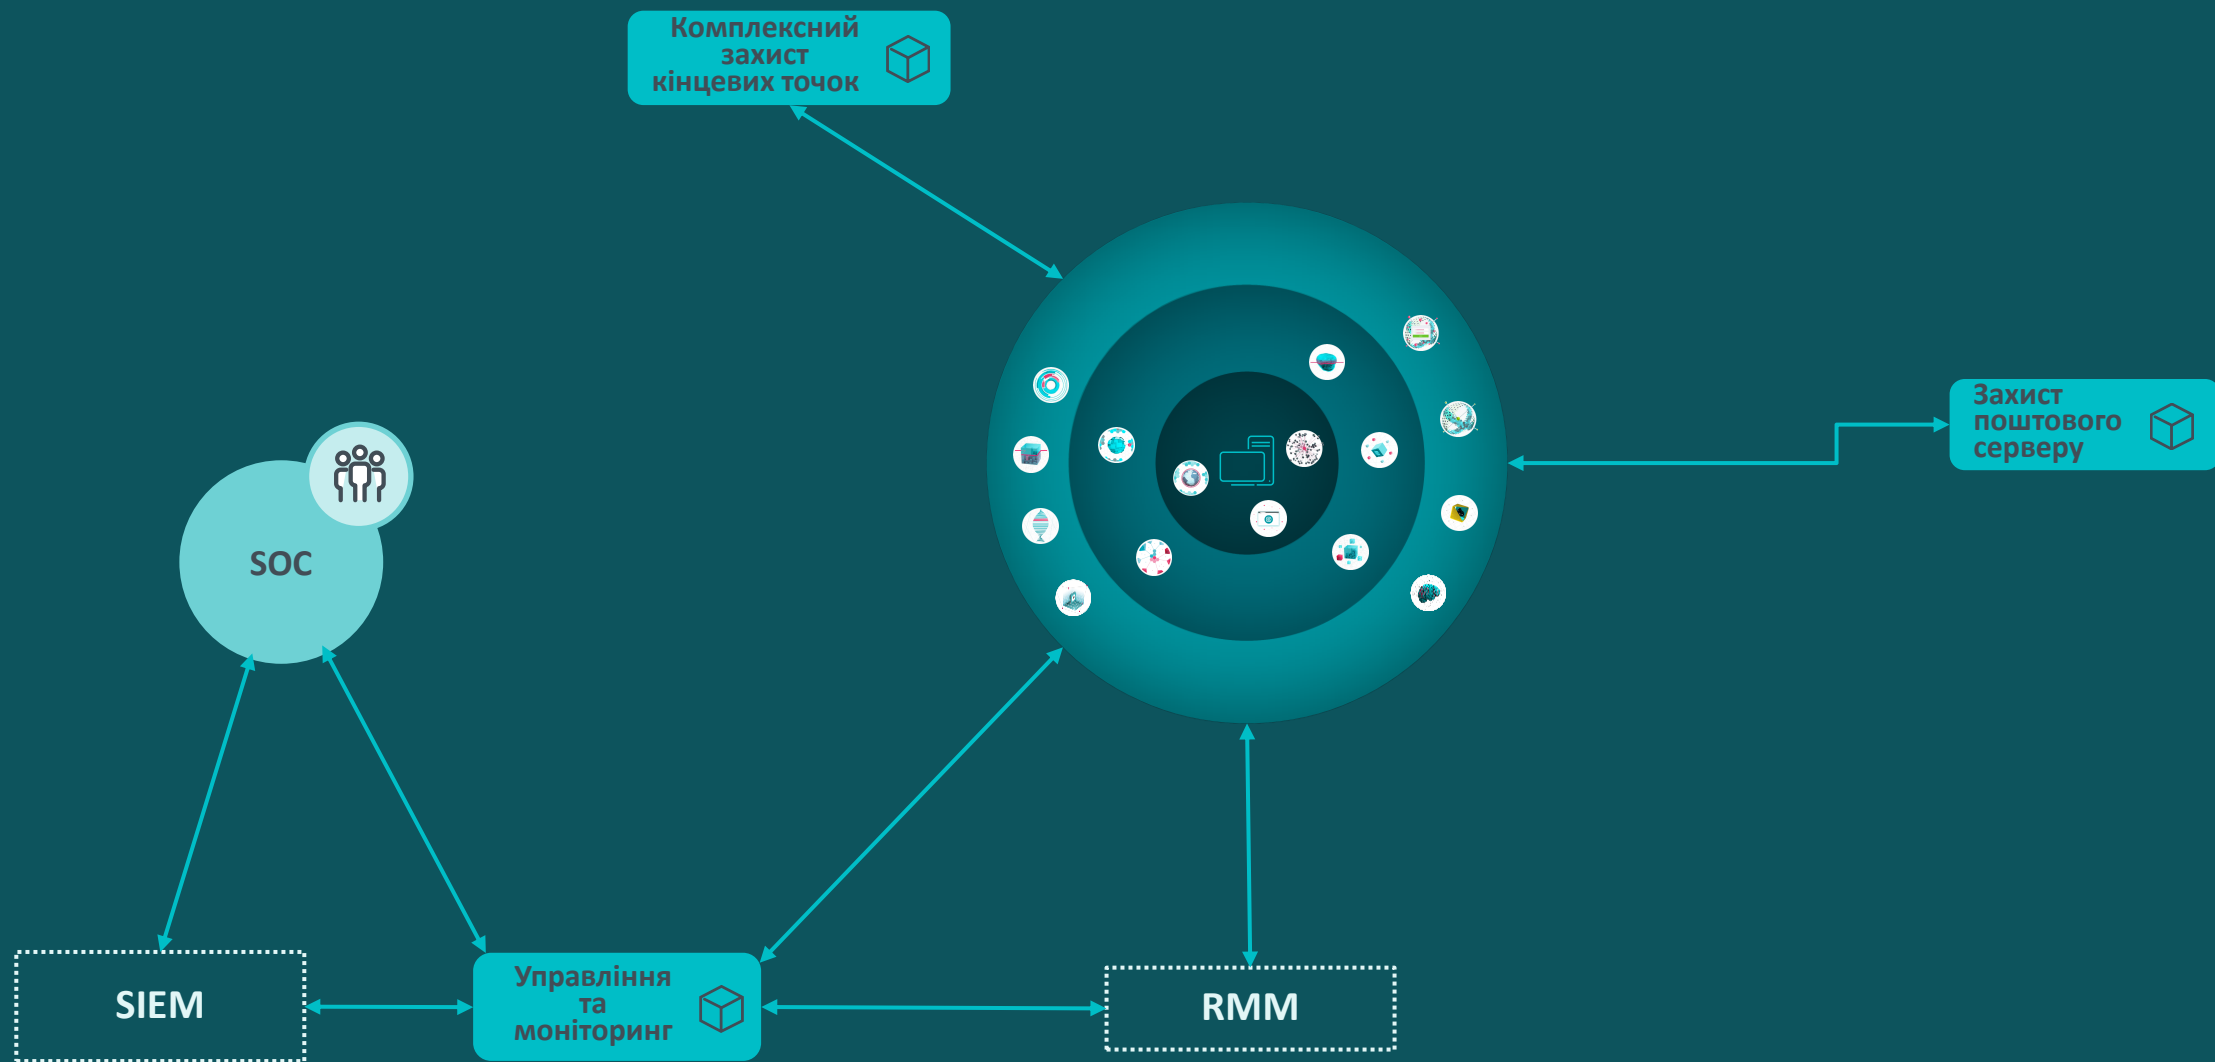 Комплексний
захист
кінцевих точок
Захист
поштового
серверу
SOC
SIEM
Управління
та
моніторинг
RMM